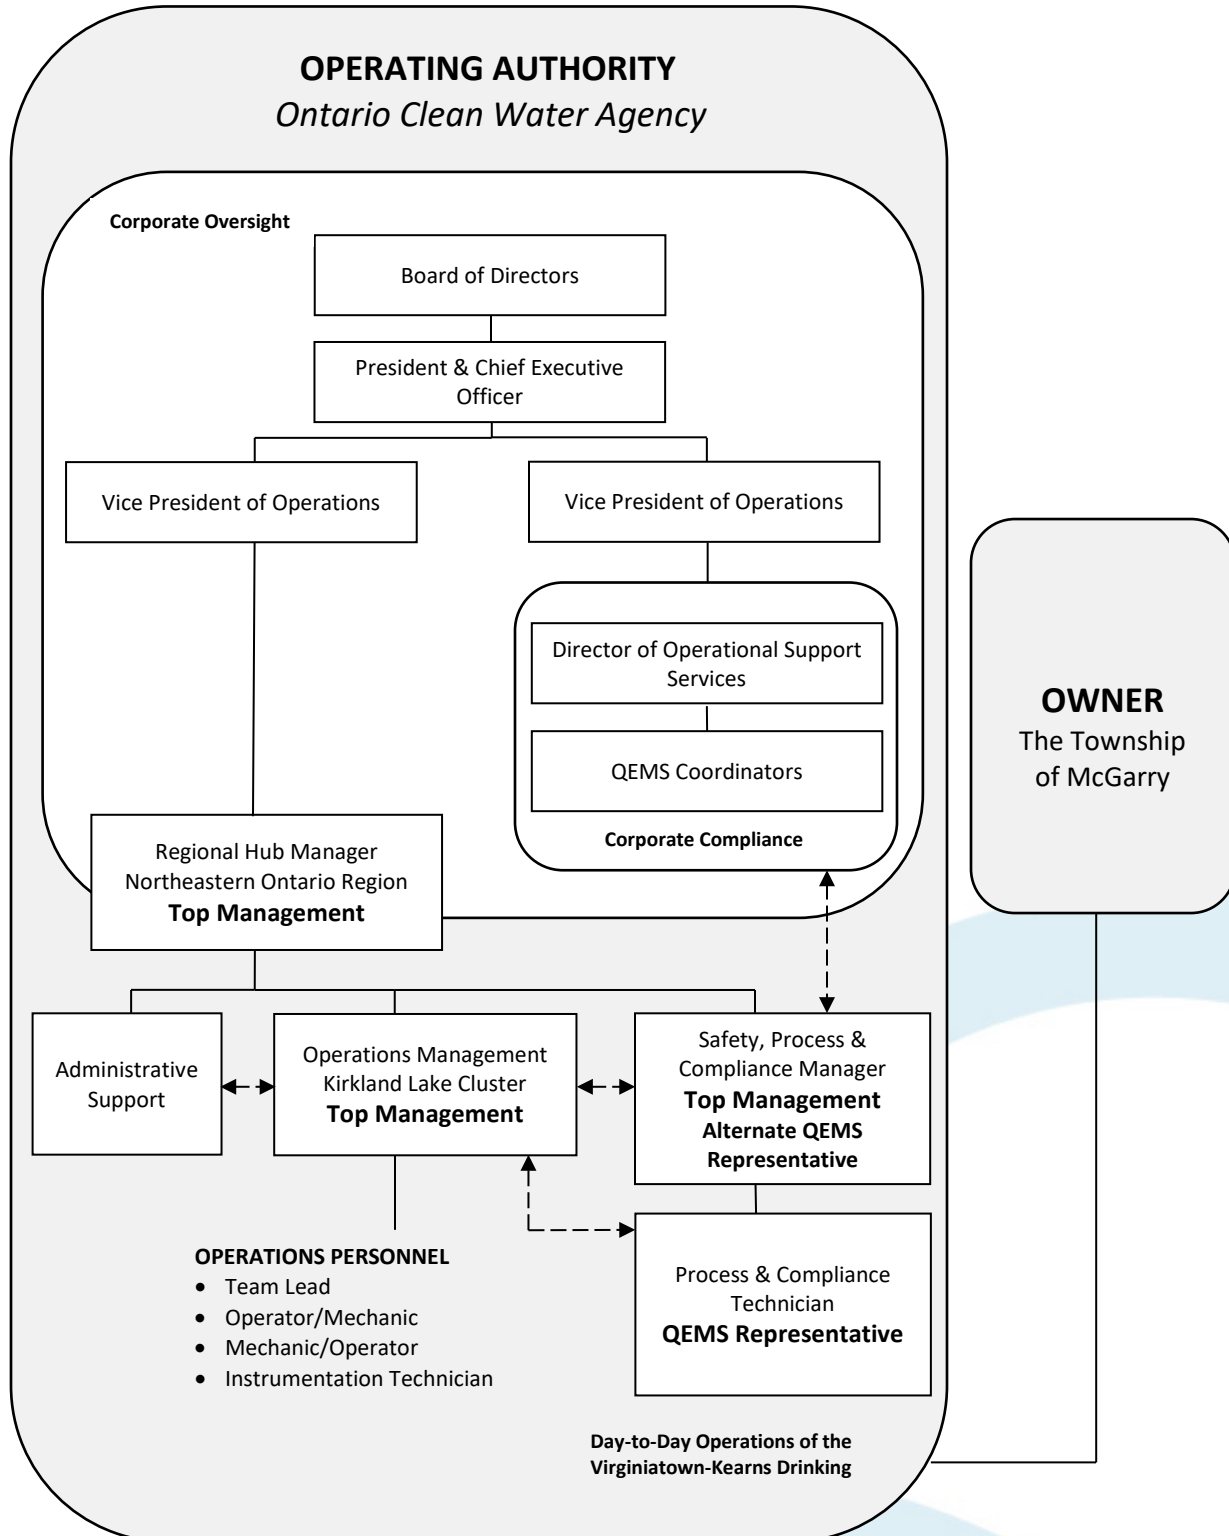 OPERATING AUTHORITY
Ontario Clean Water Agency
Corporate Oversight
Board of Directors
President & Chief Executive
Officer
Vice President of Operations
Vice President of Operations
Director of Operational Support
Services
QEMS Coordinators
Corporate Compliance
OWNER
The Township
of McGarry
Regional Hub Manager
Northeastern Ontario Region
Top Management
Administrative
Support
Operations Management
Kirkland Lake Cluster
Top Management
Safety, Process &
Compliance Manager
Top Management
Alternate QEMS
Representative
OPERATIONS PERSONNEL
• Team Lead
• Operator/Mechanic
• Mechanic/Operator
• Instrumentation Technician
Process & Compliance
Technician
QEMS Representative
Day-to-Day Operations of the
Virginiatown-Kearns Drinking